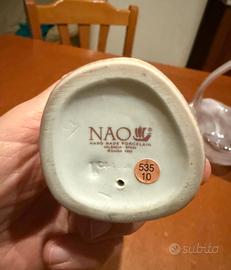 NAO
HAND MADE PORCELAIN
VALENCIA - SPAIN
535
10
subito